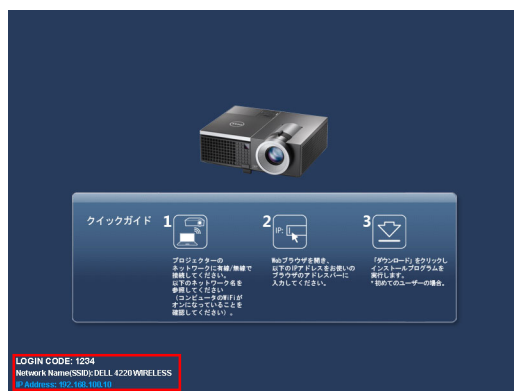 クイックガイド
1
プロジェクターの
ネットワークに有線/無線で
接続してください。
以下のネットワーク名を
参照してください
（コンピュータのWiFiが
オンになっていることを
確認してください）。
2
IP:
Webブラウザを開き、
以下のIPアドレスをお使いの
ブラウザのアドレスバーに
入力してください。
3
「ダウンロード」をクリックし
インストールプログラムを
実行します。
*初めてのユーザーの場合。
LOGIN CODE: 1234
Network Name(SSID): DELL 4220 WIRELESS
IP Address: 192.168.100.10